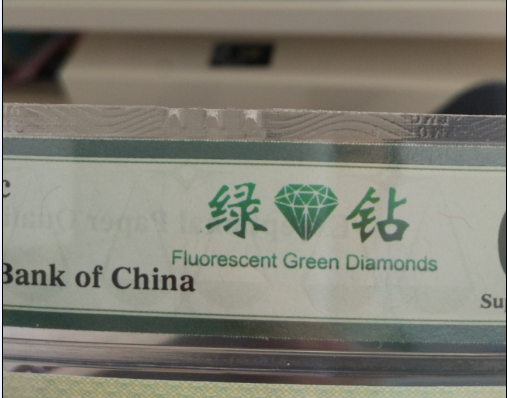 绿钻
Fluorescent Green Diamonds
Bank of China